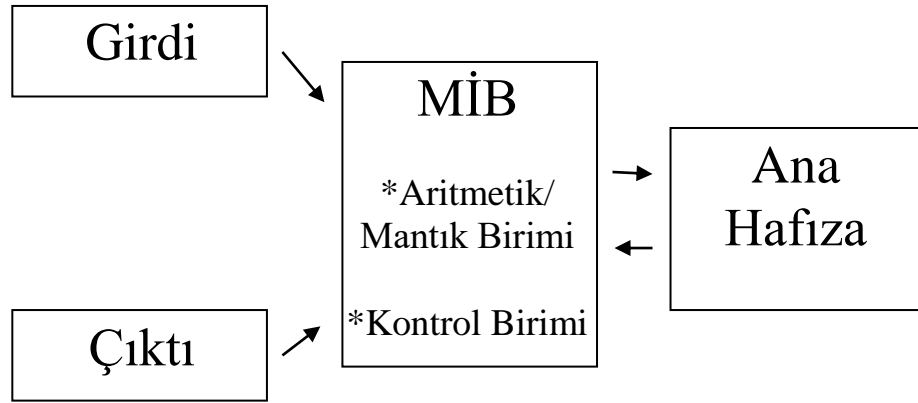 Girdi
MİB
*Aritmetik/
Mantık Birimi
*Kontrol Birimi
Ana
Hafıza
Çıktı